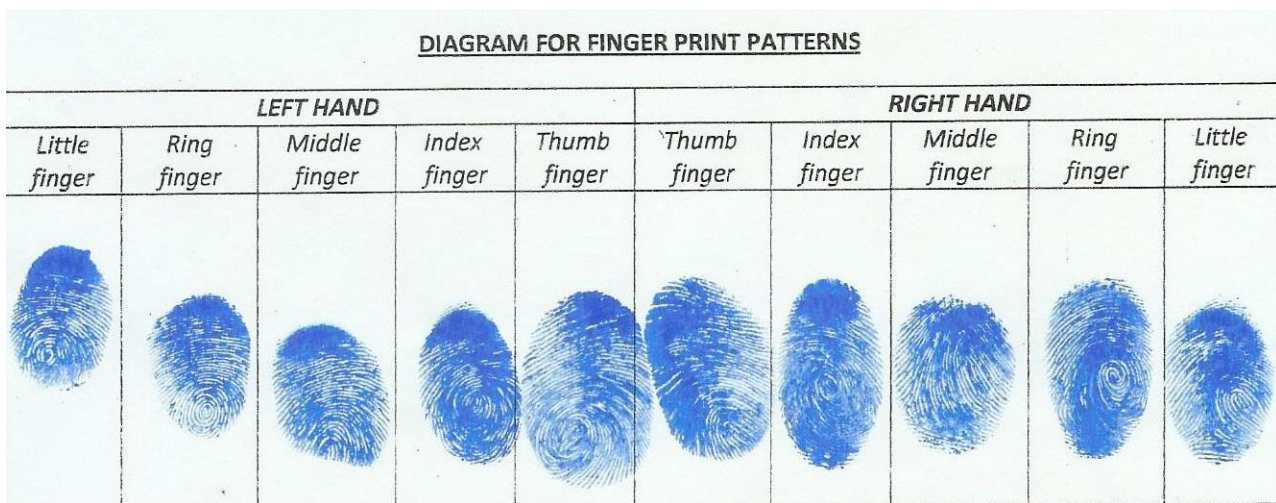 DIAGRAM FOR FINGER PRINT PATTERNS
LEFT HAND RIGHT HAND
Little Ring Middle Index Thumb Thumb Index Middle Ring Little
finger finger finger finger finger finger finger finger finger finger